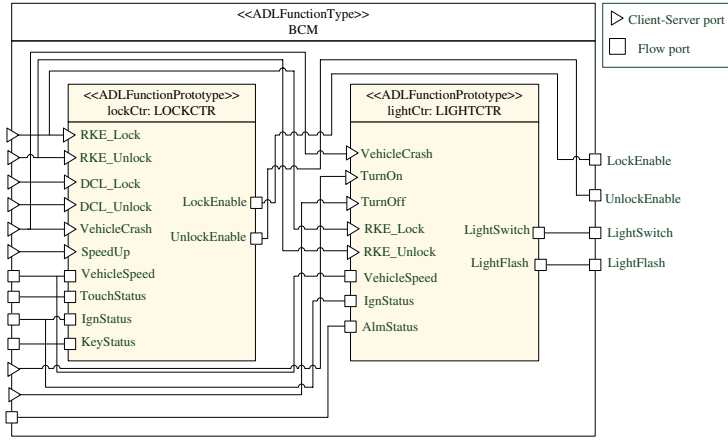 <<ADLFunctionType>>
BCM
Client-Server port
Flow port
<<ADLFunctionPrototype>>
lockCtr: LOCKCTR
RKE_Lock
RKE_Unlock
DCL_Lock
DCL_Unlock
VehicleCrash
SpeedUp
VehicleSpeed
TouchStatus
IgnStatus
KeyStatus
LockEnable
UnlockEnable
<<ADLFunctionPrototype>>
lightCtr: LIGHTCTR
VehicleCrash
TurnOn
TurnOff
RKE_Lock
RKE_Unlock
VehicleSpeed
IgnStatus
AlmStatus
LightSwitch
LightFlash
LockEnable
UnlockEnable
LightSwitch
LightFlash